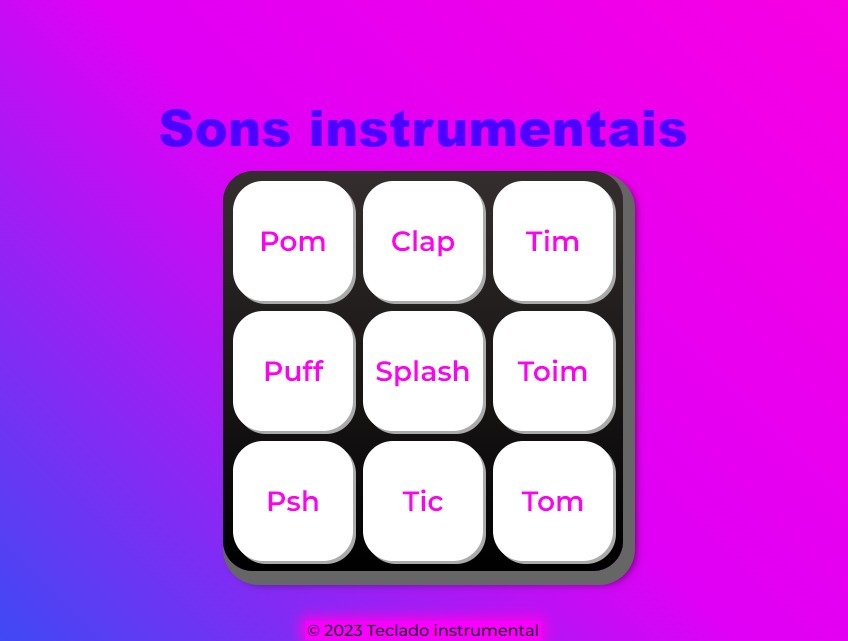 Sons instrumentais
Pom Clap Tim
Puff Splash Toim
Psh Tic Tom
© 2023 Teclado instrumental